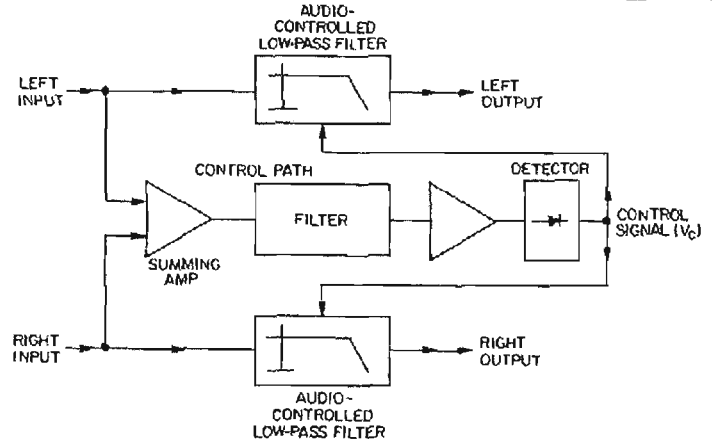 AUDIO-
CONTROLLED
LOW-PASS FILTER
LEFT
INPUT
LEFT
OUTPUT
CONTROL PATH
DETECTOR
FILTER
CONTROL
SIGNAL (VC)
SUMMING
AMP
RIGHT
INPUT
RIGHT
OUTPUT
AUDIO-
CONTROLLED
LOW-PASS FILTER